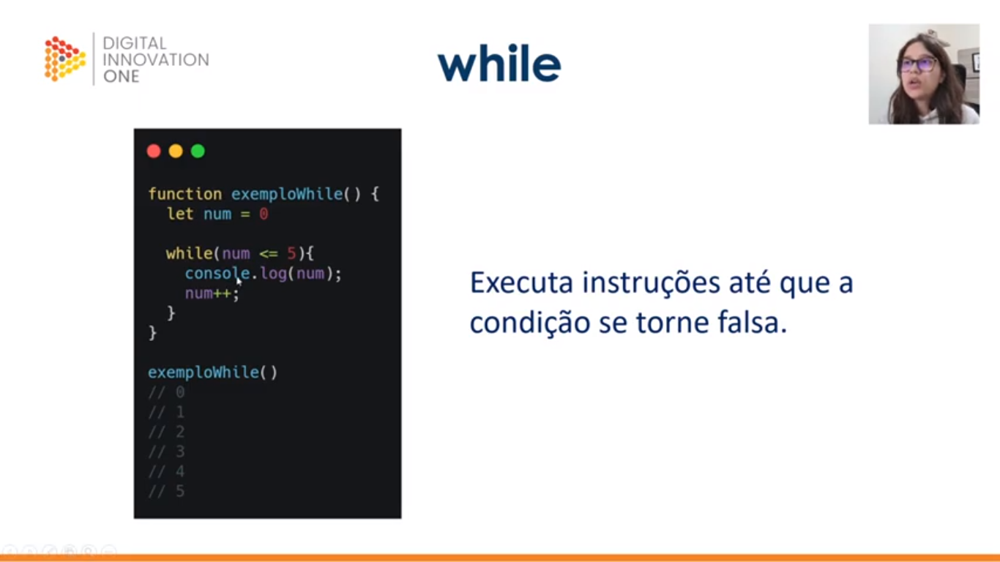 DIGITAL
INNOVATION
ONE
while
function exemploWhile() {
  let num = 0
  while(num <= 5){
    console.log(num);
    num++;
  }
}
exemploWhile()
// 0
// 1
// 2
// 3
// 4
// 5
Executa instruções até que a
condição se torne falsa.